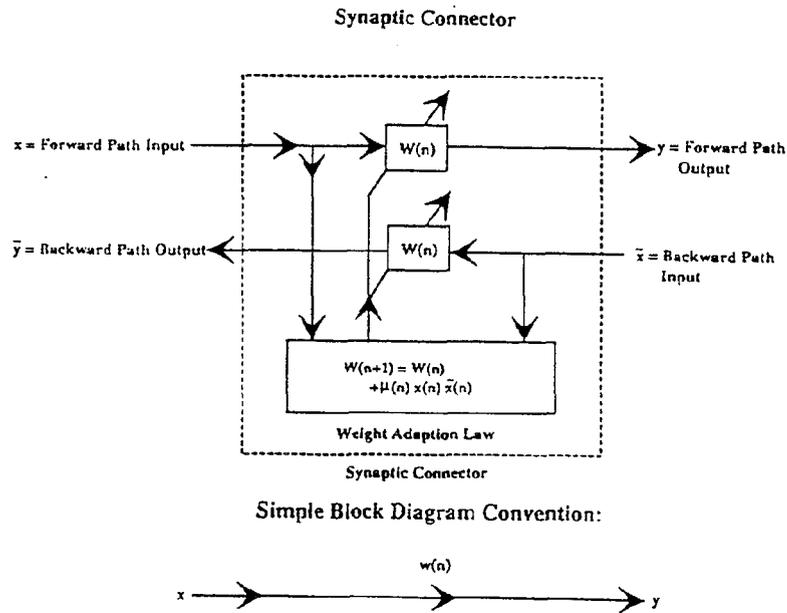 Synaptic Connector
x = Forward Path Input
W(n)
y = Forward Path
Output
ȳ = Backward Path Output
W(n)
x̄ = Backward Path
Input
W(n+1) = W(n)
+μ(n) x(n) x̄(n)
Weight Adaption Law
Synaptic Connector
Simple Block Diagram Convention:
w(n)
x
y